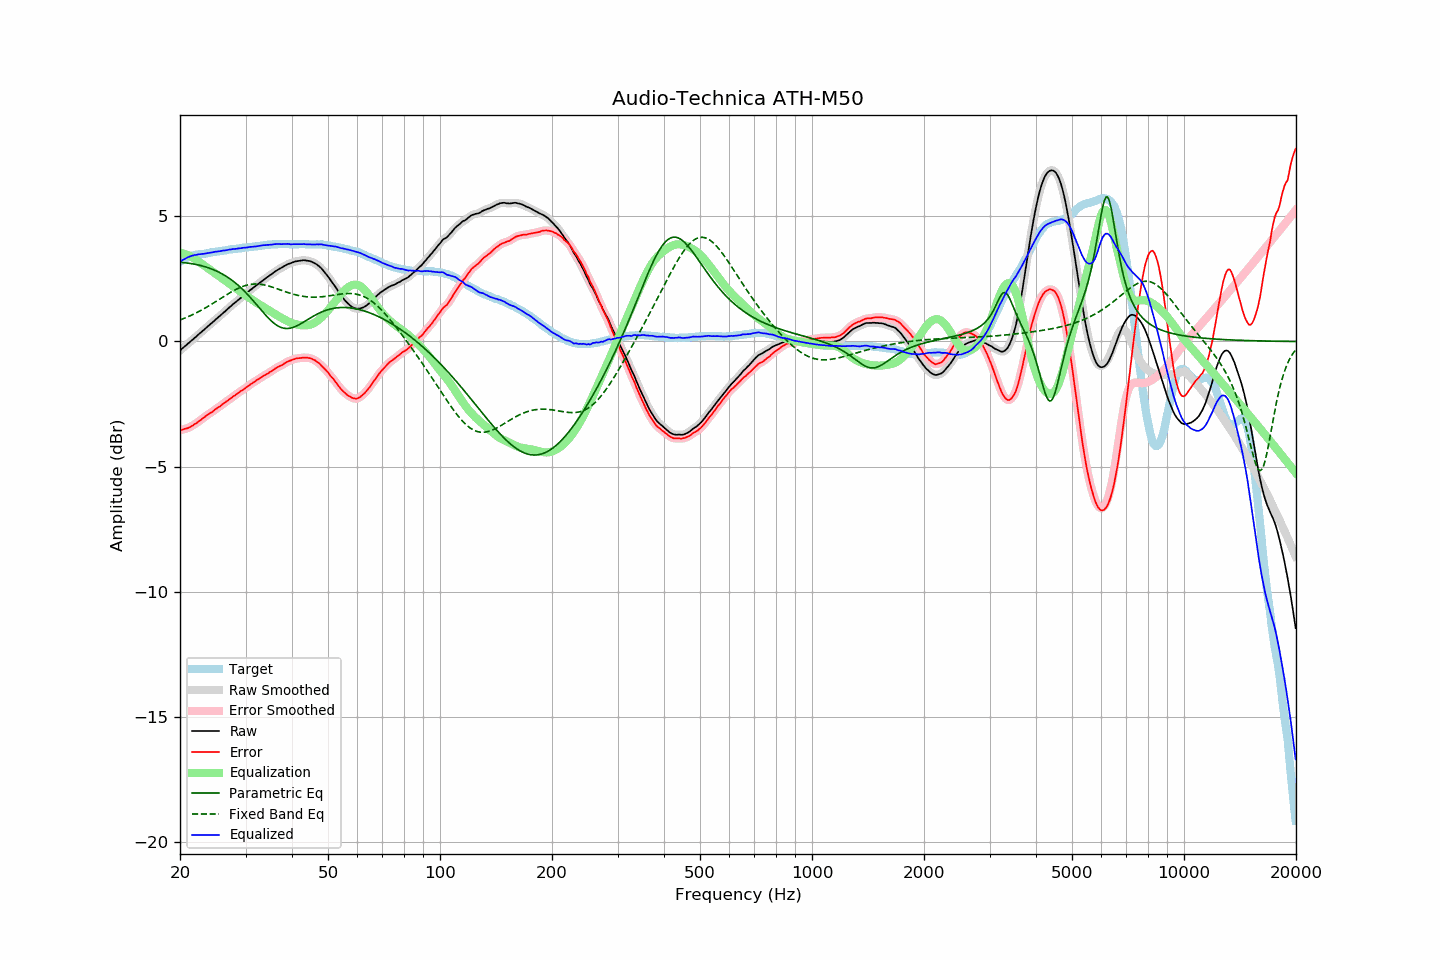 Audio-Technica ATH-M50
Amplitude (dBr)
5
0
−5
−10
−15
−20
Target
Raw Smoothed
Error Smoothed
Raw
Error
Equalization
Parametric Eq
Fixed Band Eq
Equalized
20 50 100 200 500 1000 2000 5000 10000 20000
Frequency (Hz)